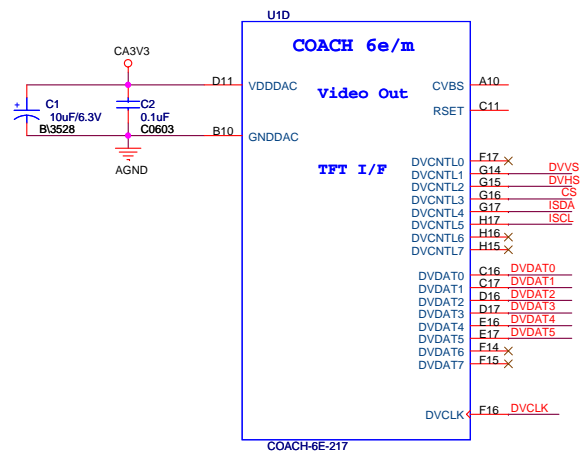 U1D
COACH 6e/m
CA3V3
D11 VDDDAC CVBS A10
Video Out
+ C1 C2
10uF/6.3V 0.1uF
B\3528 C0603
RSET C11
B10 GNDDAC
AGND
TFT I/F
DVCNTL0 F17
DVCNTL1 G14 DVVS
DVCNTL2 G15 DVHS
DVCNTL3 G16 CS
DVCNTL4 G17 ISDA
DVCNTL5 H17 ISCL
DVCNTL6 H16
DVCNTL7 H15
DVDAT0 C16 DVDAT0
DVDAT1 C17 DVDAT1
DVDAT2 D16 DVDAT2
DVDAT3 D17 DVDAT3
DVDAT4 E16 DVDAT4
DVDAT5 E17 DVDAT5
DVDAT6 F14
DVDAT7 F15
DVCLK F16 DVCLK
COACH-6E-217